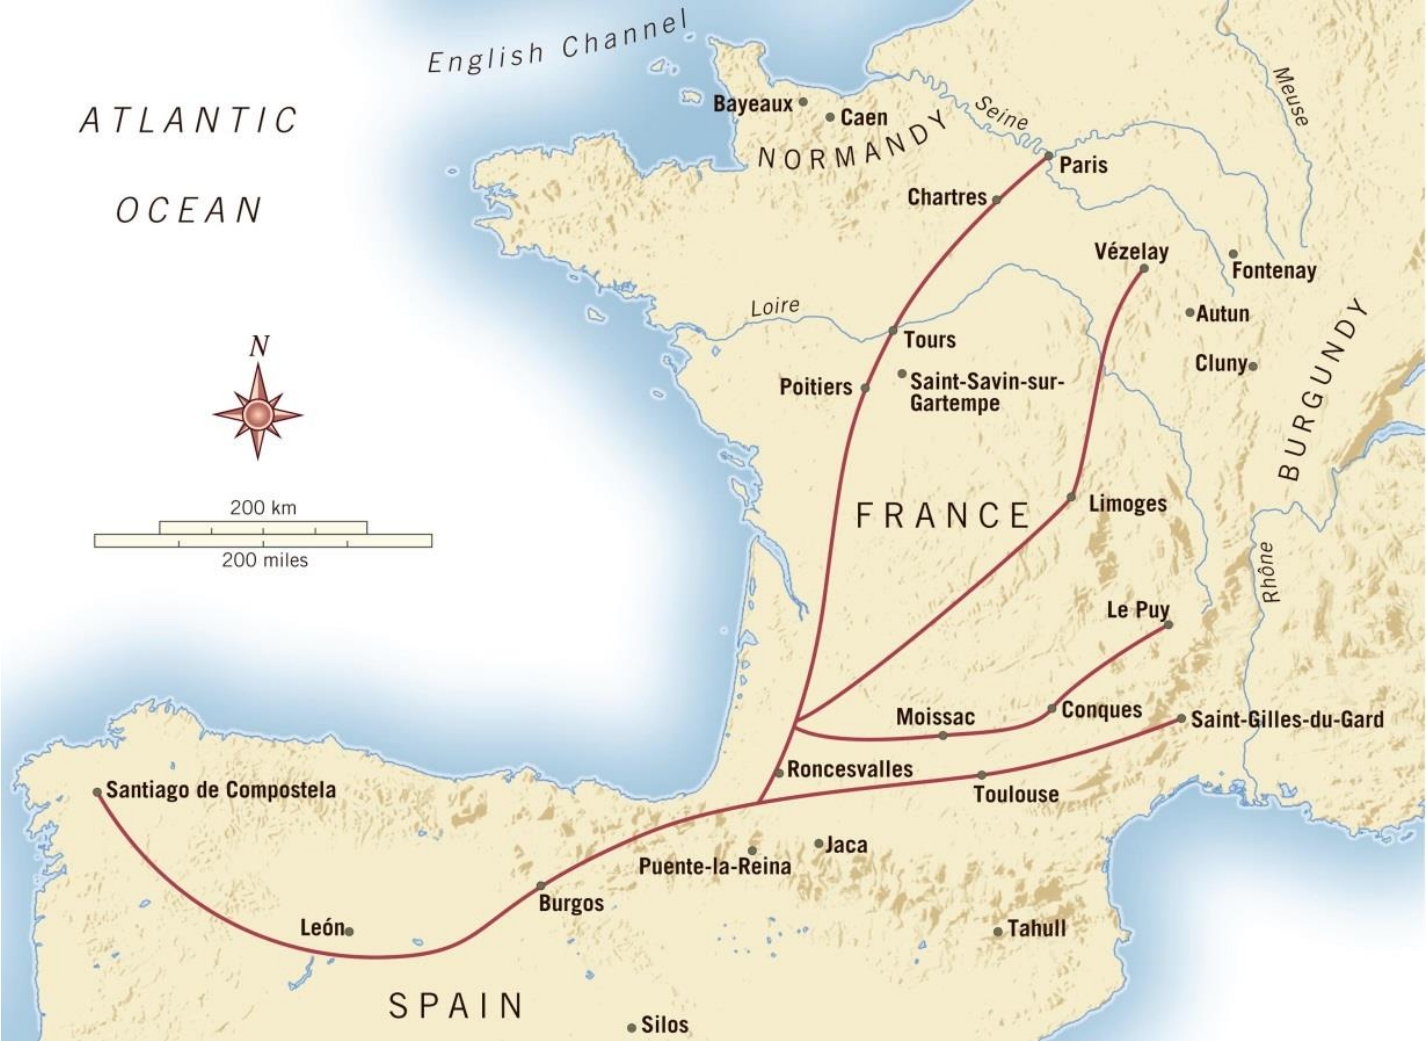 English Channel
ATLANTIC
OCEAN
N
200 km
200 miles
Bayeaux
Caen
NORMANDY
Seine
Meuse
Paris
Chartres
Vézelay
Fontenay
Loire
Tours
Autun
Poitiers
Saint-Savin-sur-
Gartempe
Cluny
BURGUNDY
FRANCE
Limoges
Rhône
Le Puy
Moissac
Conques
Saint-Gilles-du-Gard
Roncesvalles
Toulouse
Santiago de Compostela
Jaca
Puente-la-Reina
Burgos
León
Tahull
SPAIN
Silos